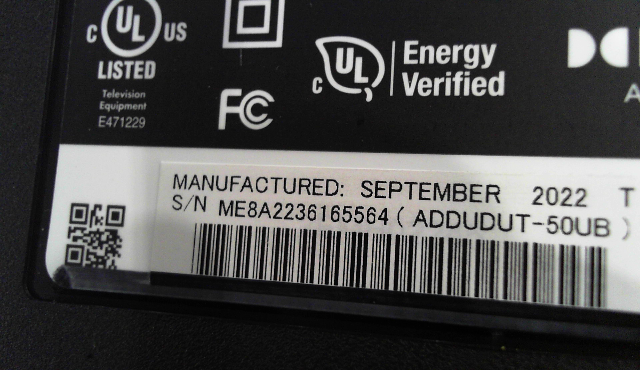 c UL US
LISTED
Television
Equipment
E471229
FC
c UL Energy
Verified
MANUFACTURED: SEPTEMBER 2022 T
S/N ME8A2236165564 ( ADDUDUT-50UB )